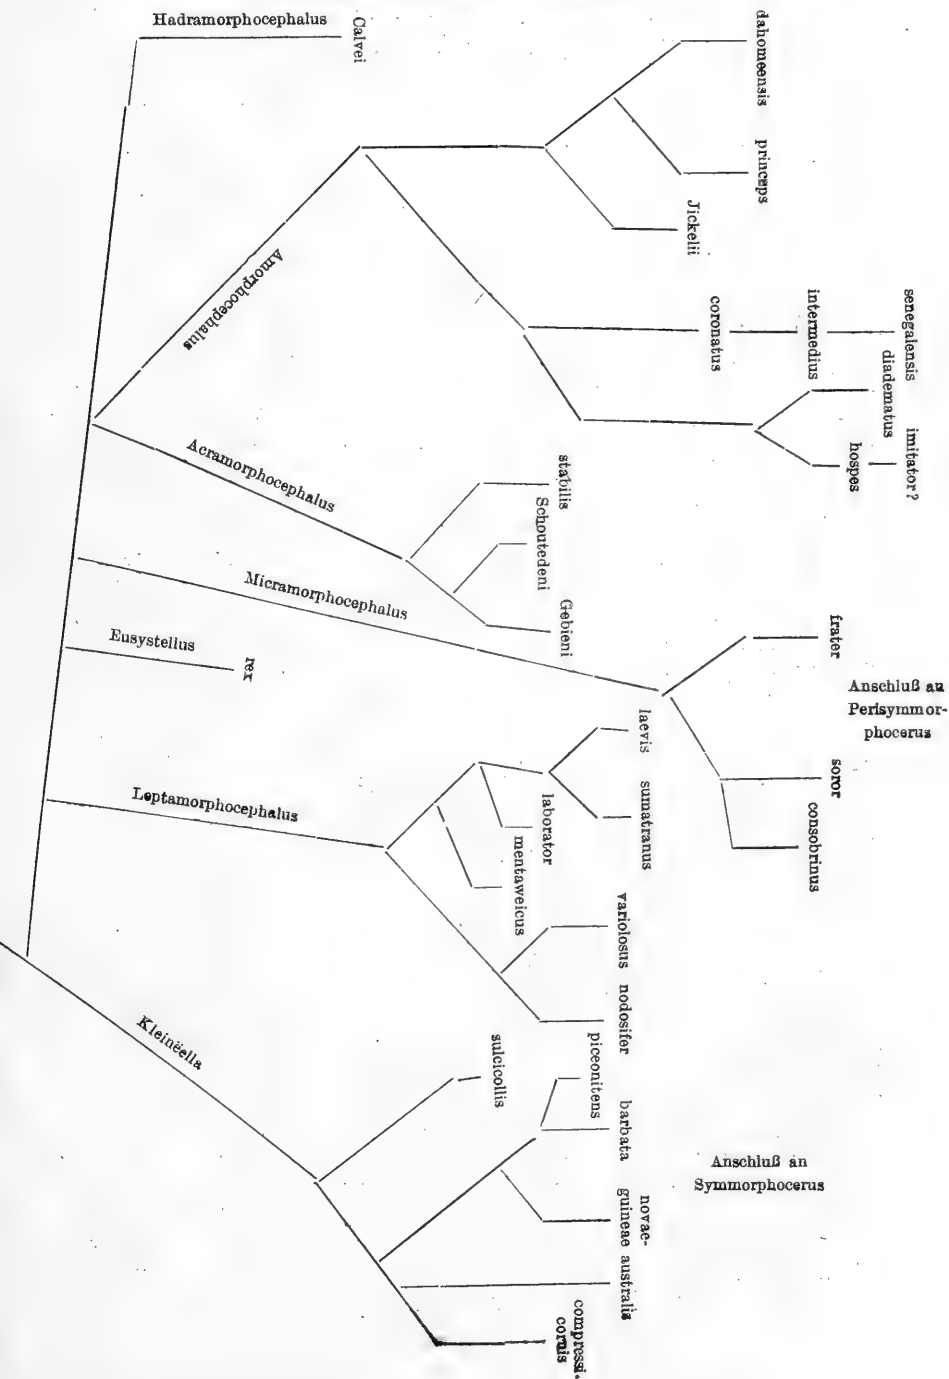 Hadramorphocephalus
Calvei
dahomeensis
princeps
Jickelii
Amorphocephalus
coronatus
intermedius
senegalensis
diadematus
imitator?
hospes
Acramorphocephalus
stabilis
Schoutedeni
Gebieni
Micramorphocephalus
frater
Anschluß an
Perisymmor-
phocerus
soror
consobrinus
Eusystellus
rex
Leptamorphocephalus
laevis
sumatranus
laborator
mentaweicus
variolosus
nodosifer
Kleinëella
sulcicollis
piceonitens
barbata
Anschluß an
Symmorphocerus
novae-
guineae
australis
compressi-
cornis